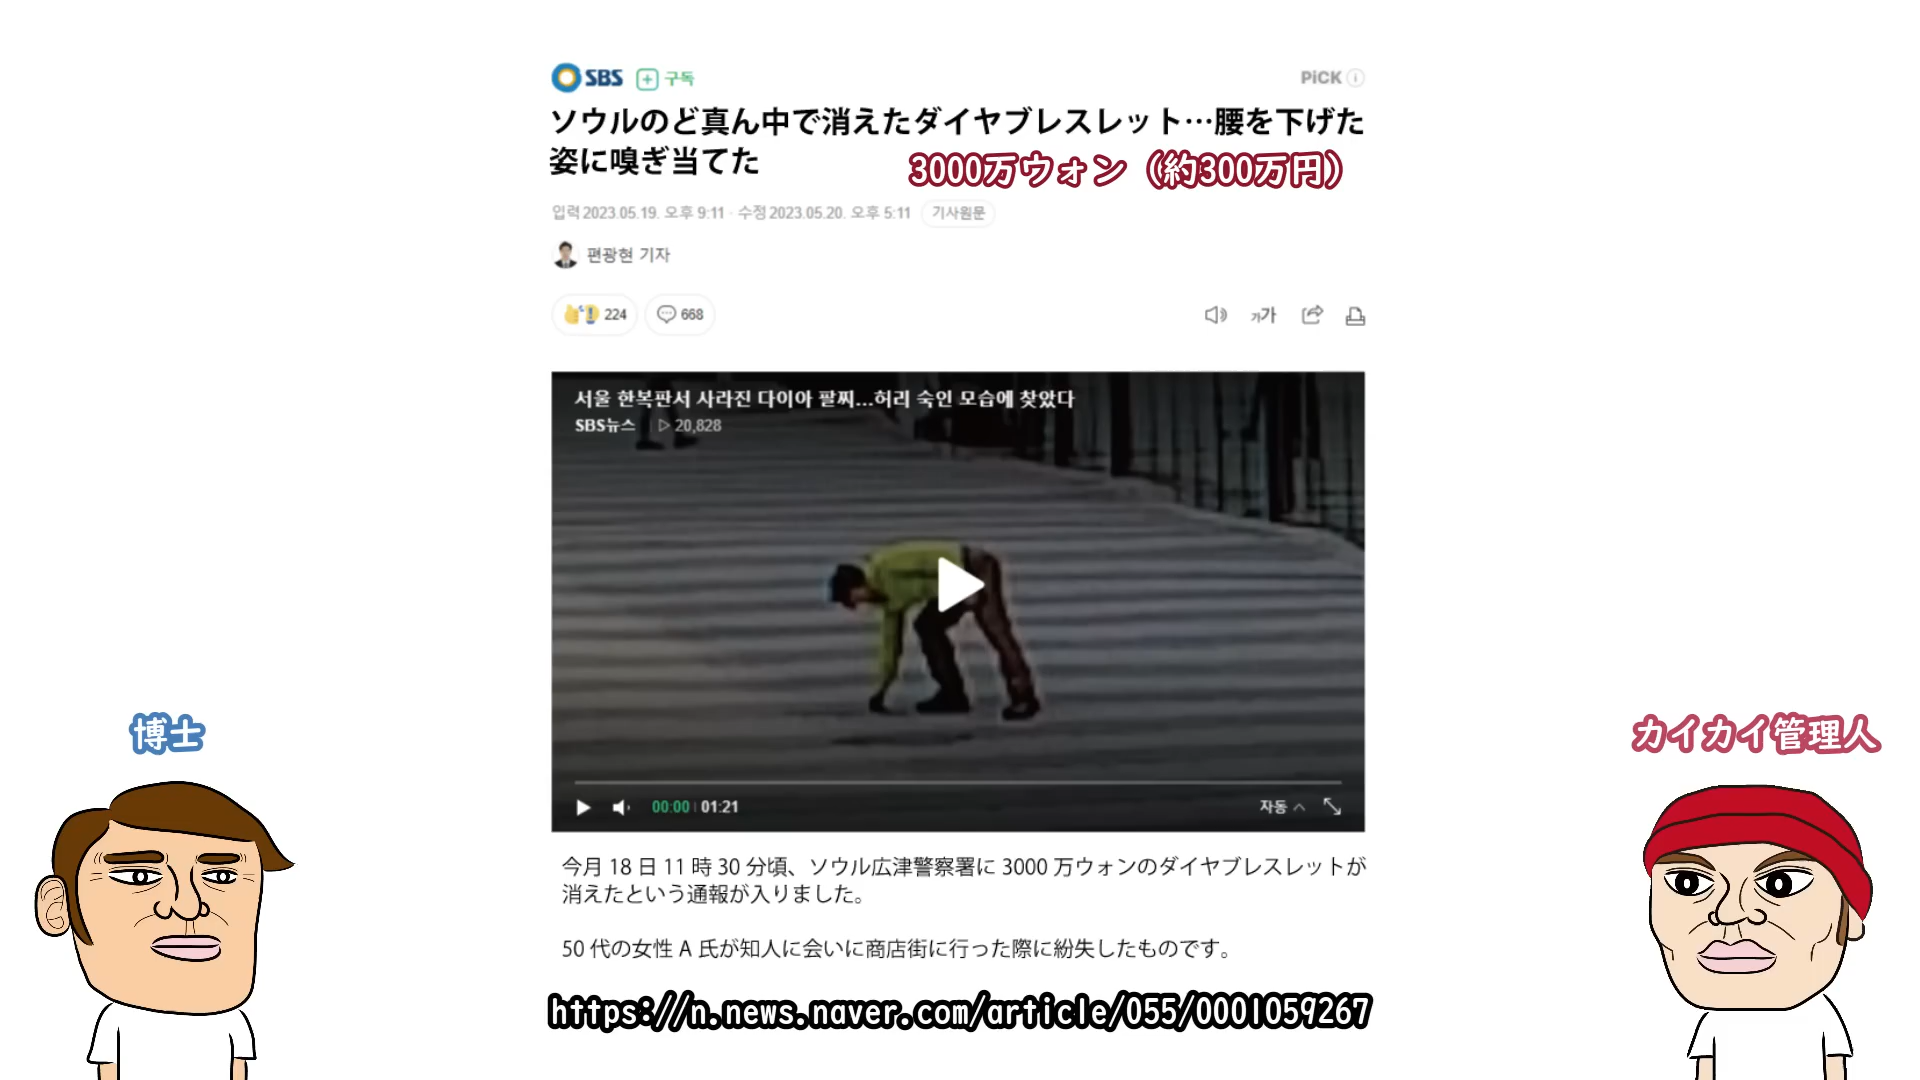 SBS 구독
PiCK
ソウルのど真ん中で消えたダイヤブレスレット…腰を下げた
姿に嗅ぎ当てた
3000万ウォン（約300万円）
입력 2023.05.19. 오후 9:11 · 수정 2023.05.20. 오후 5:11 기사원문
편광현 기자
224 668
가가
서울 한복판서 사라진 다이아 팔찌...허리 숙인 모습에 찾았다
SBS뉴스 20,828
00:00 01:21 자동
博士
カイカイ管理人
今月 18 日 11 時 30 分頃、ソウル広津警察署に 3000 万ウォンのダイヤブレスレットが
消えたという通報が入りました。
50 代の女性 A 氏が知人に会いに商店街に行った際に紛失したものです。
https://n.news.naver.com/article/055/0001059267